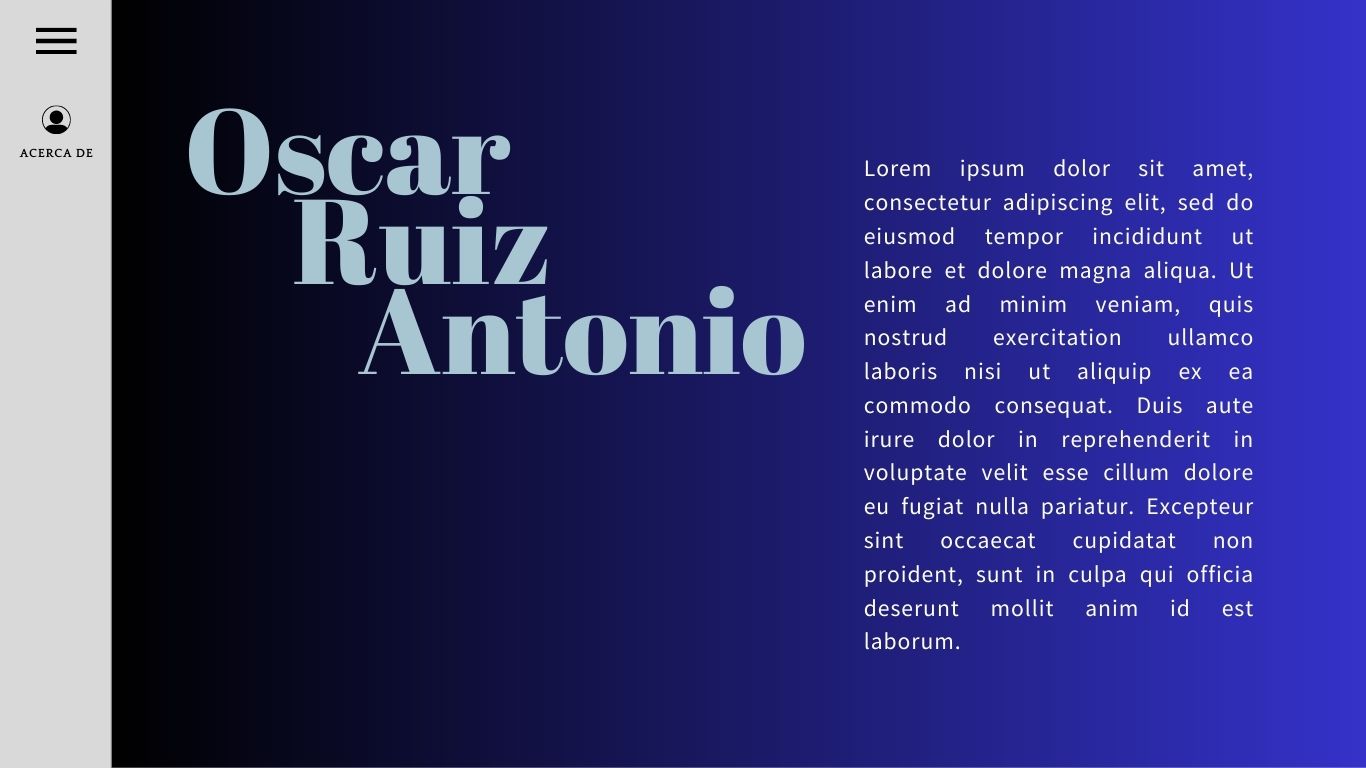 ACERCA DE
Oscar
Ruiz
Antonio
Lorem ipsum dolor sit amet,
consectetur adipiscing elit, sed do
eiusmod tempor incididunt ut
labore et dolore magna aliqua. Ut
enim ad minim veniam, quis
nostrud exercitation ullamco
laboris nisi ut aliquip ex ea
commodo consequat. Duis aute
irure dolor in reprehenderit in
voluptate velit esse cillum dolore
eu fugiat nulla pariatur. Excepteur
sint occaecat cupidatat non
proident, sunt in culpa qui officia
deserunt mollit anim id est
laborum.